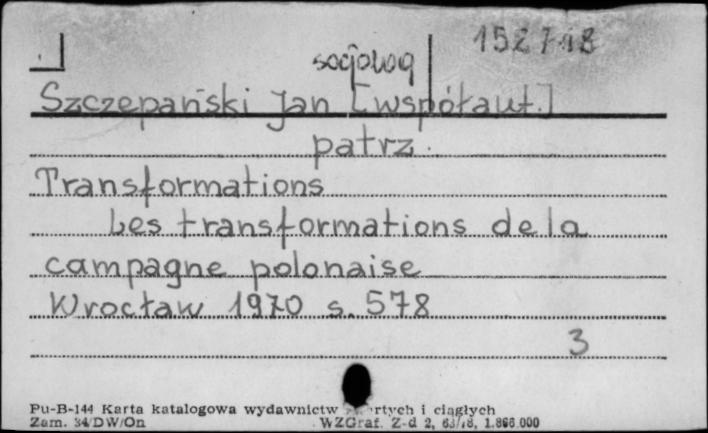 152718
socjolog
Szczepański Jan [współaut.]
patrz
Transformations
Les transformations de la
campagne polonaise
Wrocław 1970 s. 578
3
Pu-B-144 Karta katalogowa wydawnictw i ciągłych
Zam. 34/DW/On WZGraf. Z-d 2, 1.866.000